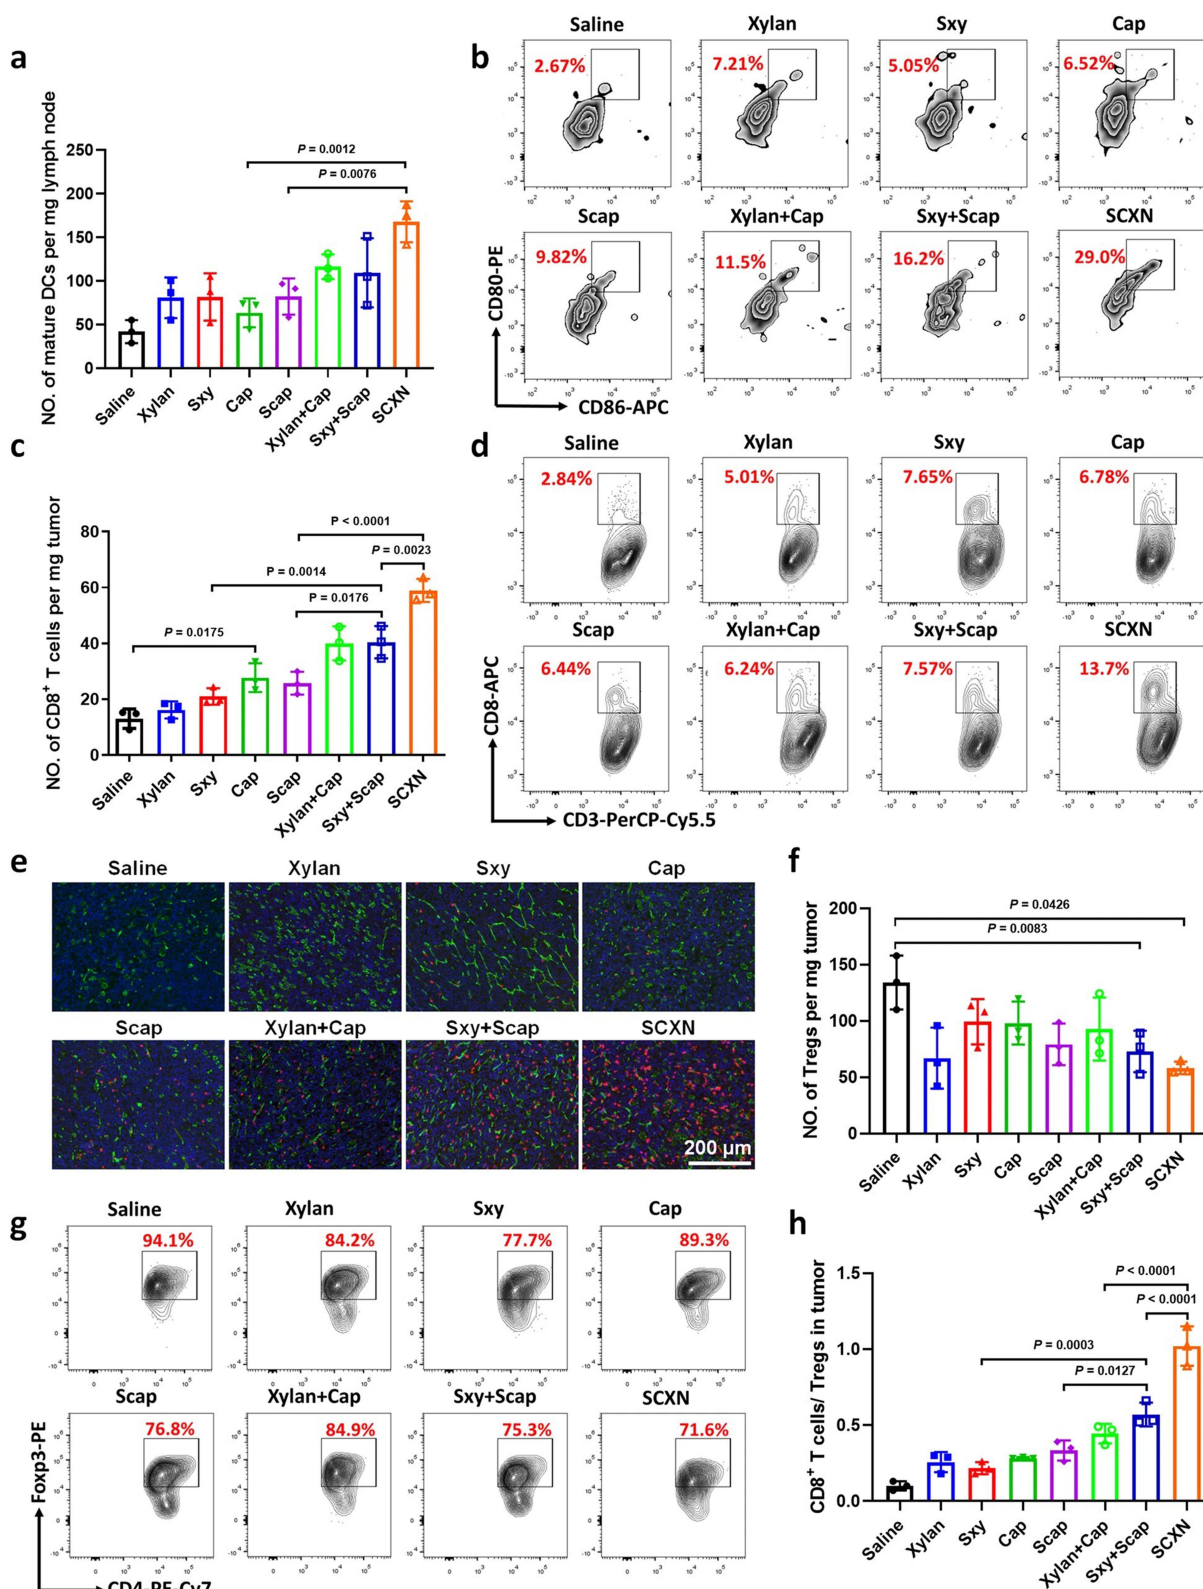 a
NO. of mature DCs per mg lymph node
250
200
150
100
50
0
P = 0.0012
P = 0.0076
Saline
Xylan
Sxy
Cap
Scap
Xylan+Cap
Sxy+Scap
SCXN
b
Saline Xylan Sxy Cap
2.67% 7.21% 5.05% 6.52%
Scap Xylan+Cap Sxy+Scap SCXN
9.82% 11.5% 16.2% 29.0%
CD80-PE
CD86-APC
c
NO. of CD8+ T cells per mg tumor
80
60
40
20
0
P < 0.0001
P = 0.0023
P = 0.0014
P = 0.0176
P = 0.0175
Saline
Xylan
Sxy
Cap
Scap
Xylan+Cap
Sxy+Scap
SCXN
d
Saline Xylan Sxy Cap
2.84% 5.01% 7.65% 6.78%
Scap Xylan+Cap Sxy+Scap SCXN
6.44% 6.24% 7.57% 13.7%
CD8-APC
CD3-PerCP-Cy5.5
e
Saline Xylan Sxy Cap
Scap Xylan+Cap Sxy+Scap SCXN
200 μm
f
NO. of Tregs per mg tumor
200
150
100
50
0
P = 0.0426
P = 0.0083
Saline
Xylan
Sxy
Cap
Scap
Xylan+Cap
Sxy+Scap
SCXN
g
Saline Xylan Sxy Cap
94.1% 84.2% 77.7% 89.3%
Scap Xylan+Cap Sxy+Scap SCXN
76.8% 84.9% 75.3% 71.6%
Foxp3-PE
CD4-PE-Cy7
h
CD8+ T cells/ Tregs in tumor
1.5
1.0
0.5
0.0
P < 0.0001
P < 0.0001
P = 0.0003
P = 0.0127
Saline
Xylan
Sxy
Cap
Scap
Xylan+Cap
Sxy+Scap
SCXN